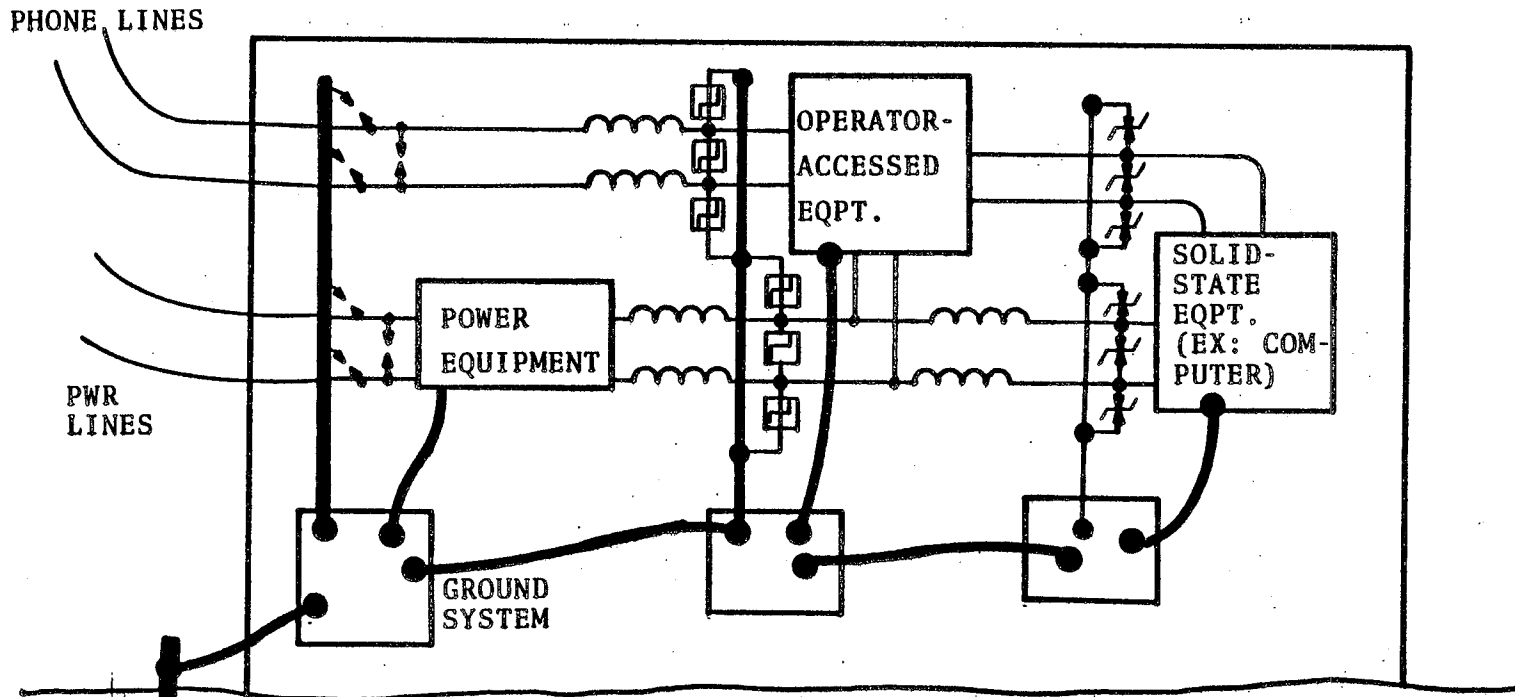 PHONE LINES
OPERATOR-
ACCESSED
EQPT.
SOLID-
STATE
EQPT.
(EX: COM-
PUTER)
POWER
EQUIPMENT
PWR
LINES
GROUND
SYSTEM